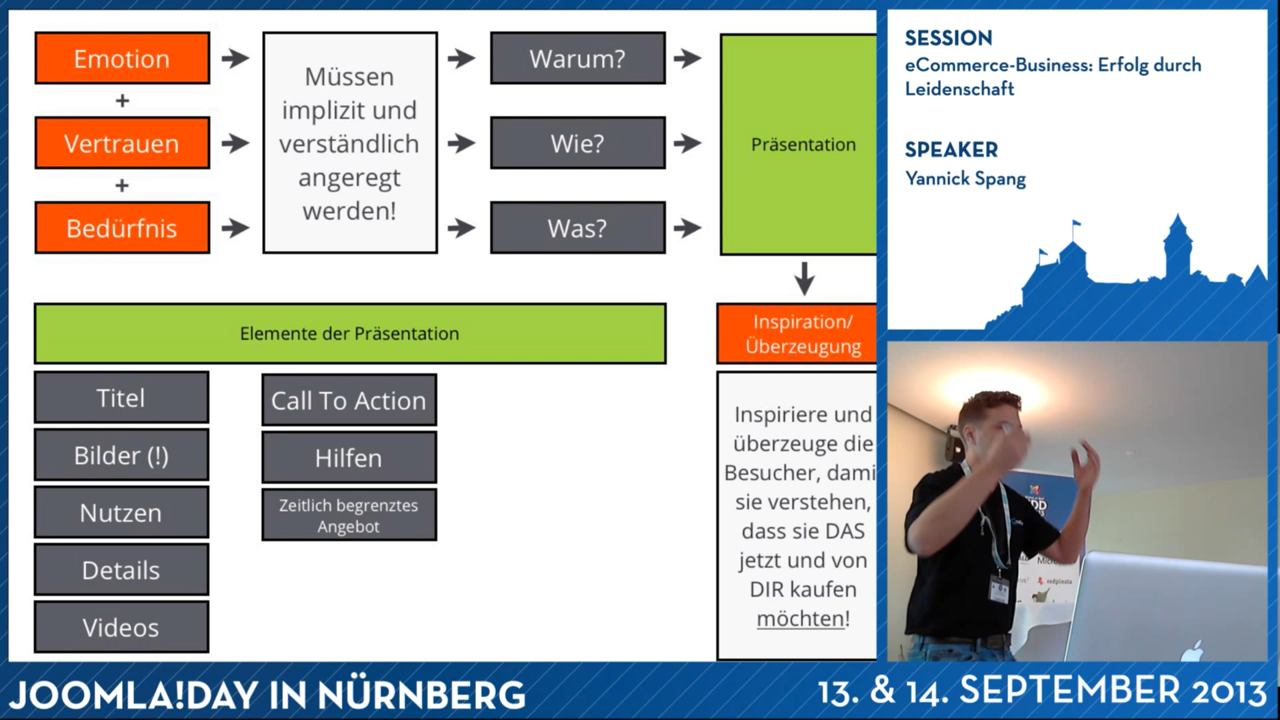 Emotion
+
Vertrauen
+
Bedürfnis
Müssen
implizit und
verständlich
angeregt
werden!
Warum?
Wie?
Was?
Präsentation
Elemente der Präsentation
Titel
Bilder (!)
Nutzen
Details
Videos
Call To Action
Hilfen
Zeitlich begrenztes
Angebot
Inspiration/
Überzeugung
Inspiriere und
überzeuge die
Besucher, dami
sie verstehen,
dass sie DAS
jetzt und von
DIR kaufen
möchten!
SESSION
eCommerce-Business: Erfolg durch
Leidenschaft
SPEAKER
Yannick Spang
JOOMLA!DAY IN NÜRNBERG
13. & 14. SEPTEMBER 2013